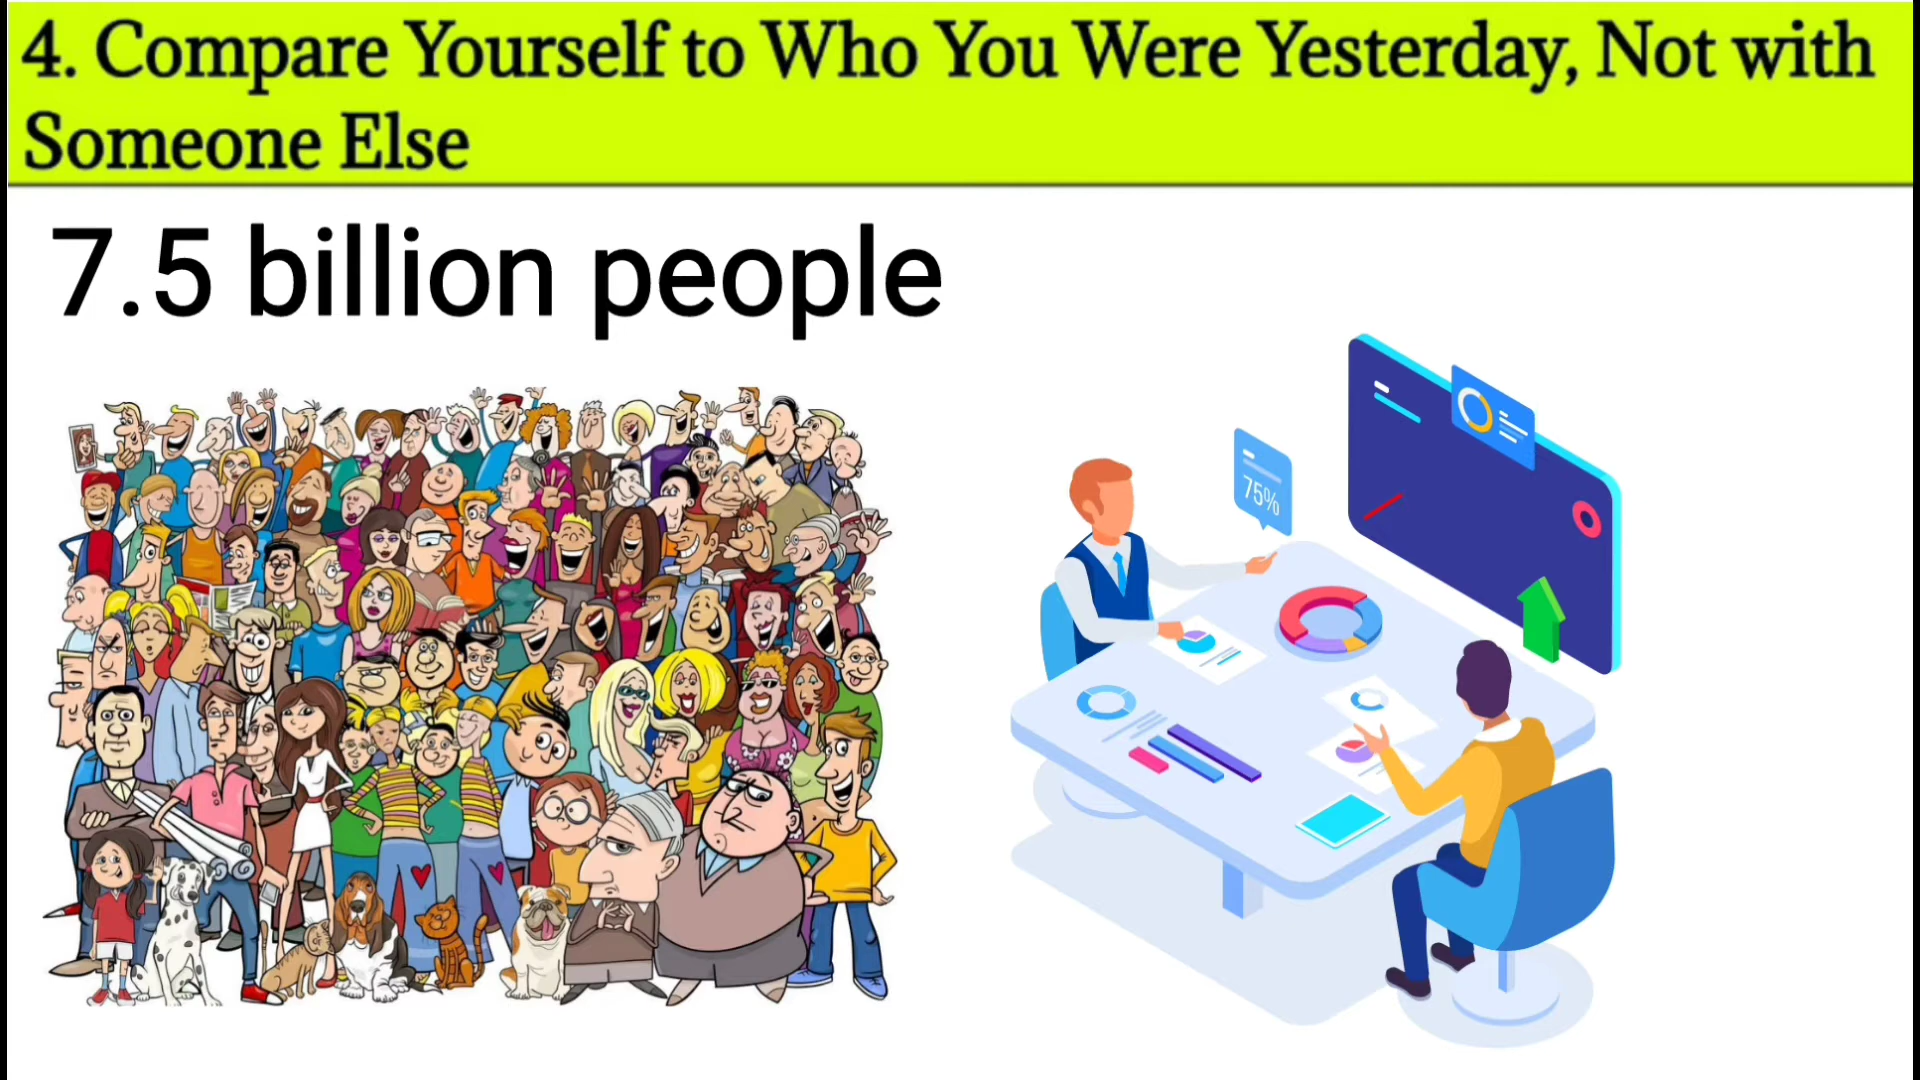 4. Compare Yourself to Who You Were Yesterday, Not with
Someone Else
7.5 billion people
75%